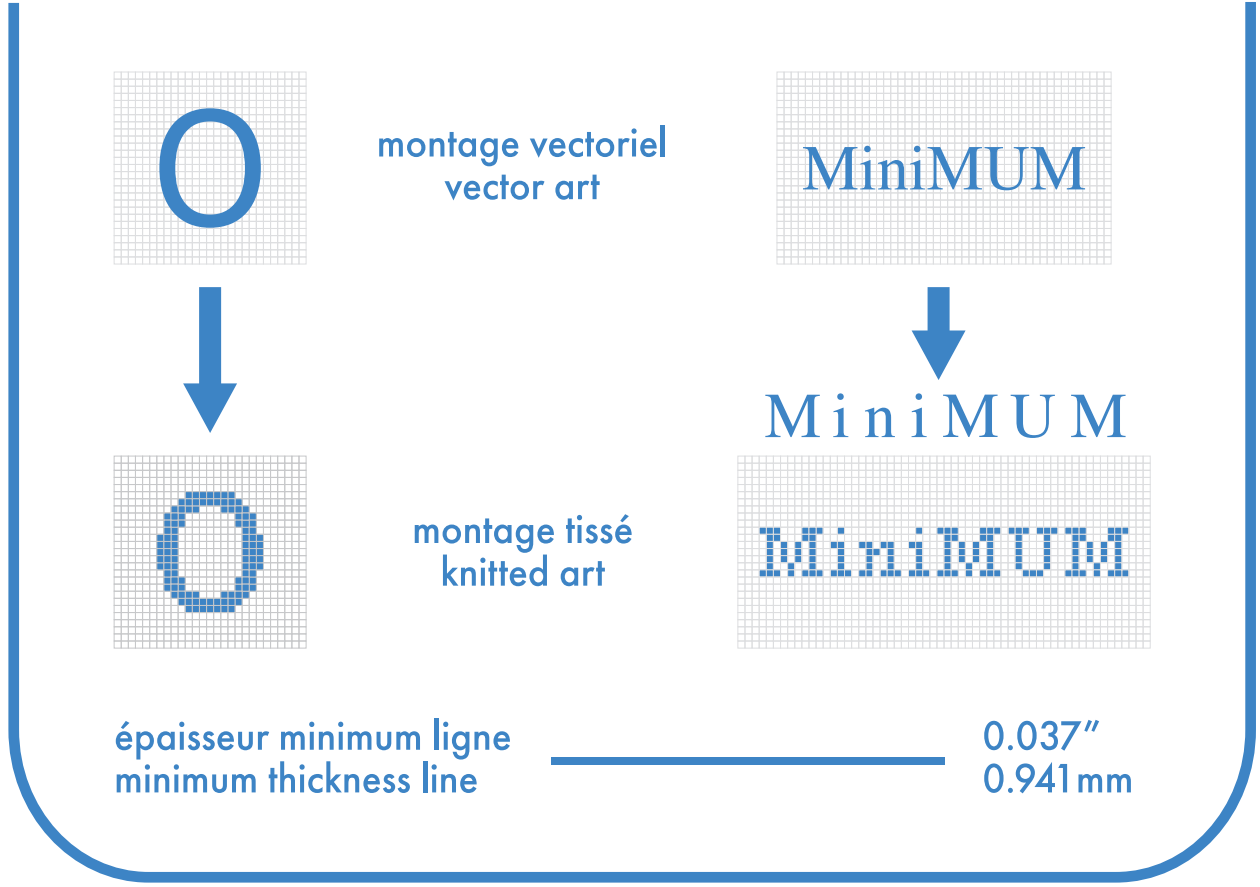 O
montage vectoriel
vector art
MiniMUM
MiniMUM
O
montage tissé
knitted art
MiniMUM
épaisseur minimum ligne
minimum thickness line
0.037"
0.941mm